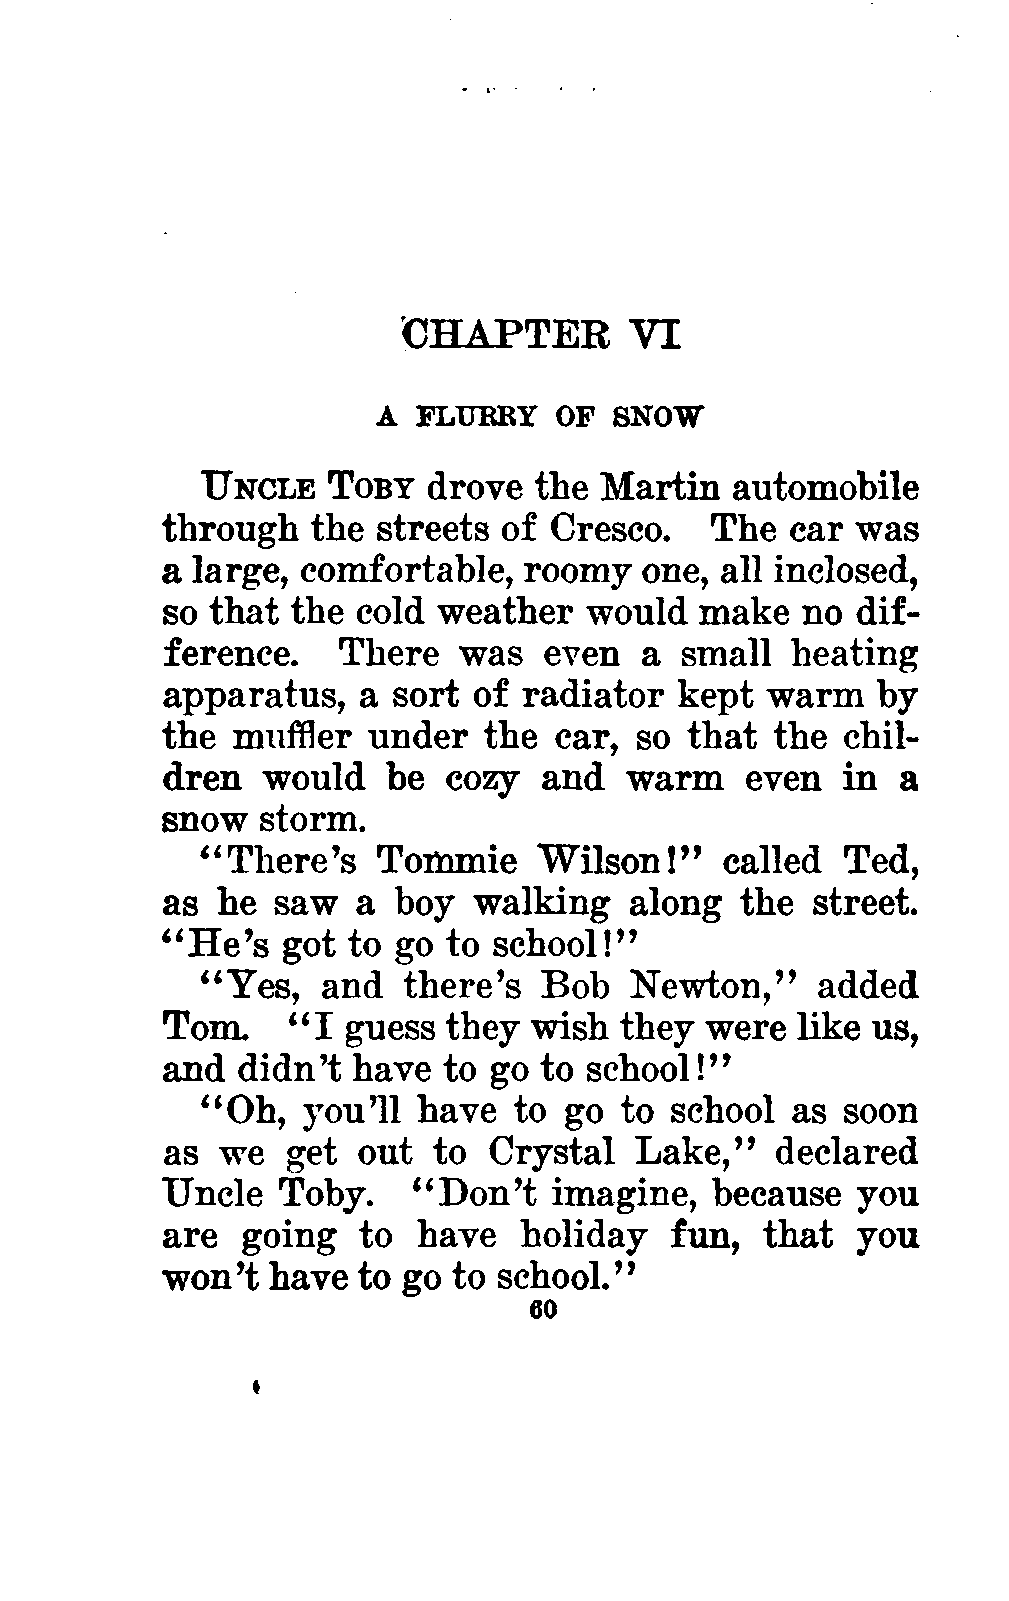 CHAPTER VI
A FLURRY OF SNOW
UNCLE TOBY drove the Martin automobile
through the streets of Cresco. The car was
a large, comfortable, roomy one, all inclosed,
so that the cold weather would make no dif-
ference. There was even a small heating
apparatus, a sort of radiator kept warm by
the muffler under the car, so that the chil-
dren would be cozy and warm even in a
snow storm.
“There’s Tommie Wilson!” called Ted,
as he saw a boy walking along the street.
“He’s got to go to school!”
“Yes, and there’s Bob Newton,” added
Tom. “I guess they wish they were like us,
and didn’t have to go to school!”
“Oh, you’ll have to go to school as soon
as we get out to Crystal Lake,” declared
Uncle Toby. “Don’t imagine, because you
are going to have holiday fun, that you
won’t have to go to school.”
60